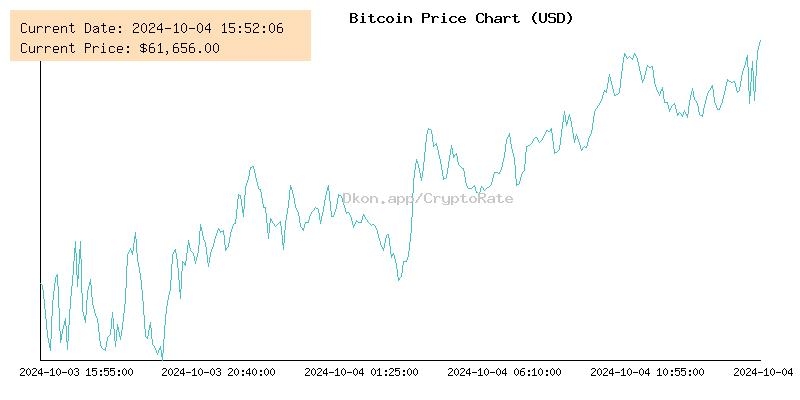 Bitcoin Price Chart (USD)
Current Date: 2024-10-04 15:52:06
Current Price: $61,656.00
Dkon.app/CryptoRate
2024-10-03 15:55:00 2024-10-03 20:40:00 2024-10-04 01:25:00 2024-10-04 06:10:00 2024-10-04 10:55:00 2024-10-04